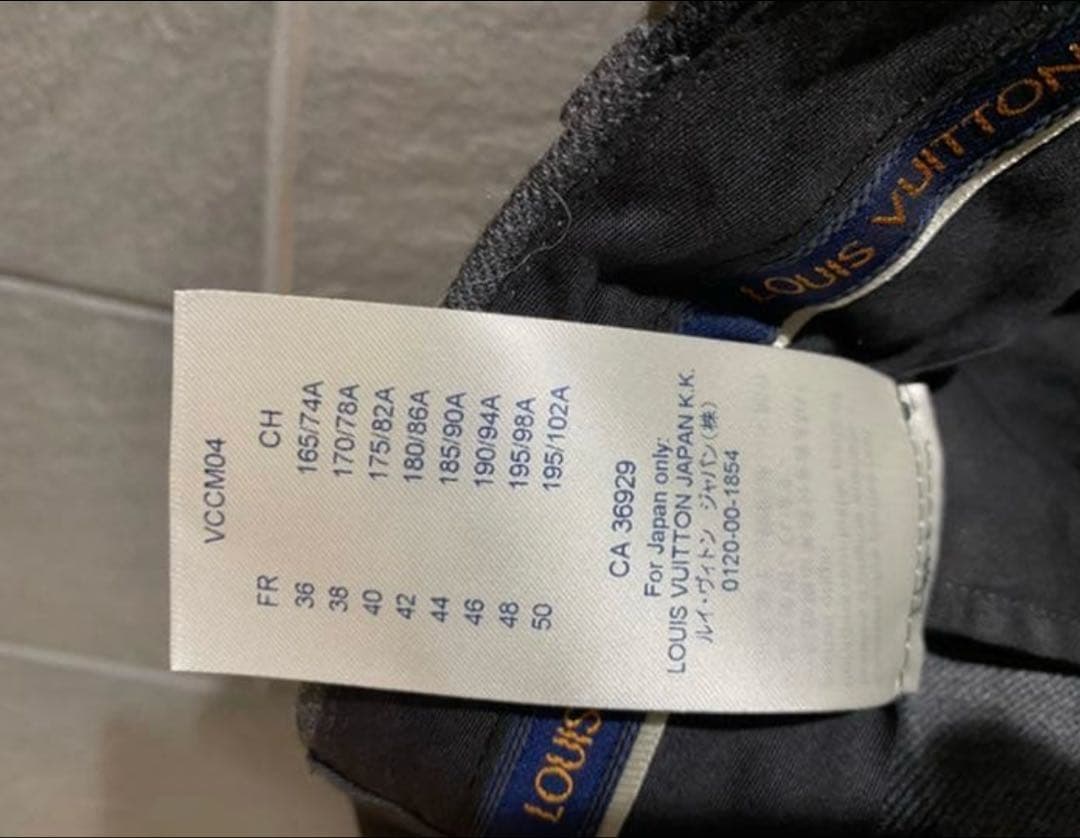 VCCM04
FR CH
36 165/74A
38 170/78A
40 175/82A
42 180/86A
44 185/90A
46 190/94A
48 195/98A
50 195/102A
CA 36929
For Japan only:
LOUIS VUITTON JAPAN K.K.
ルイ・ヴィトン ジャパン(株)
0120-00-1854
LOUIS VUITTON
LOUIS